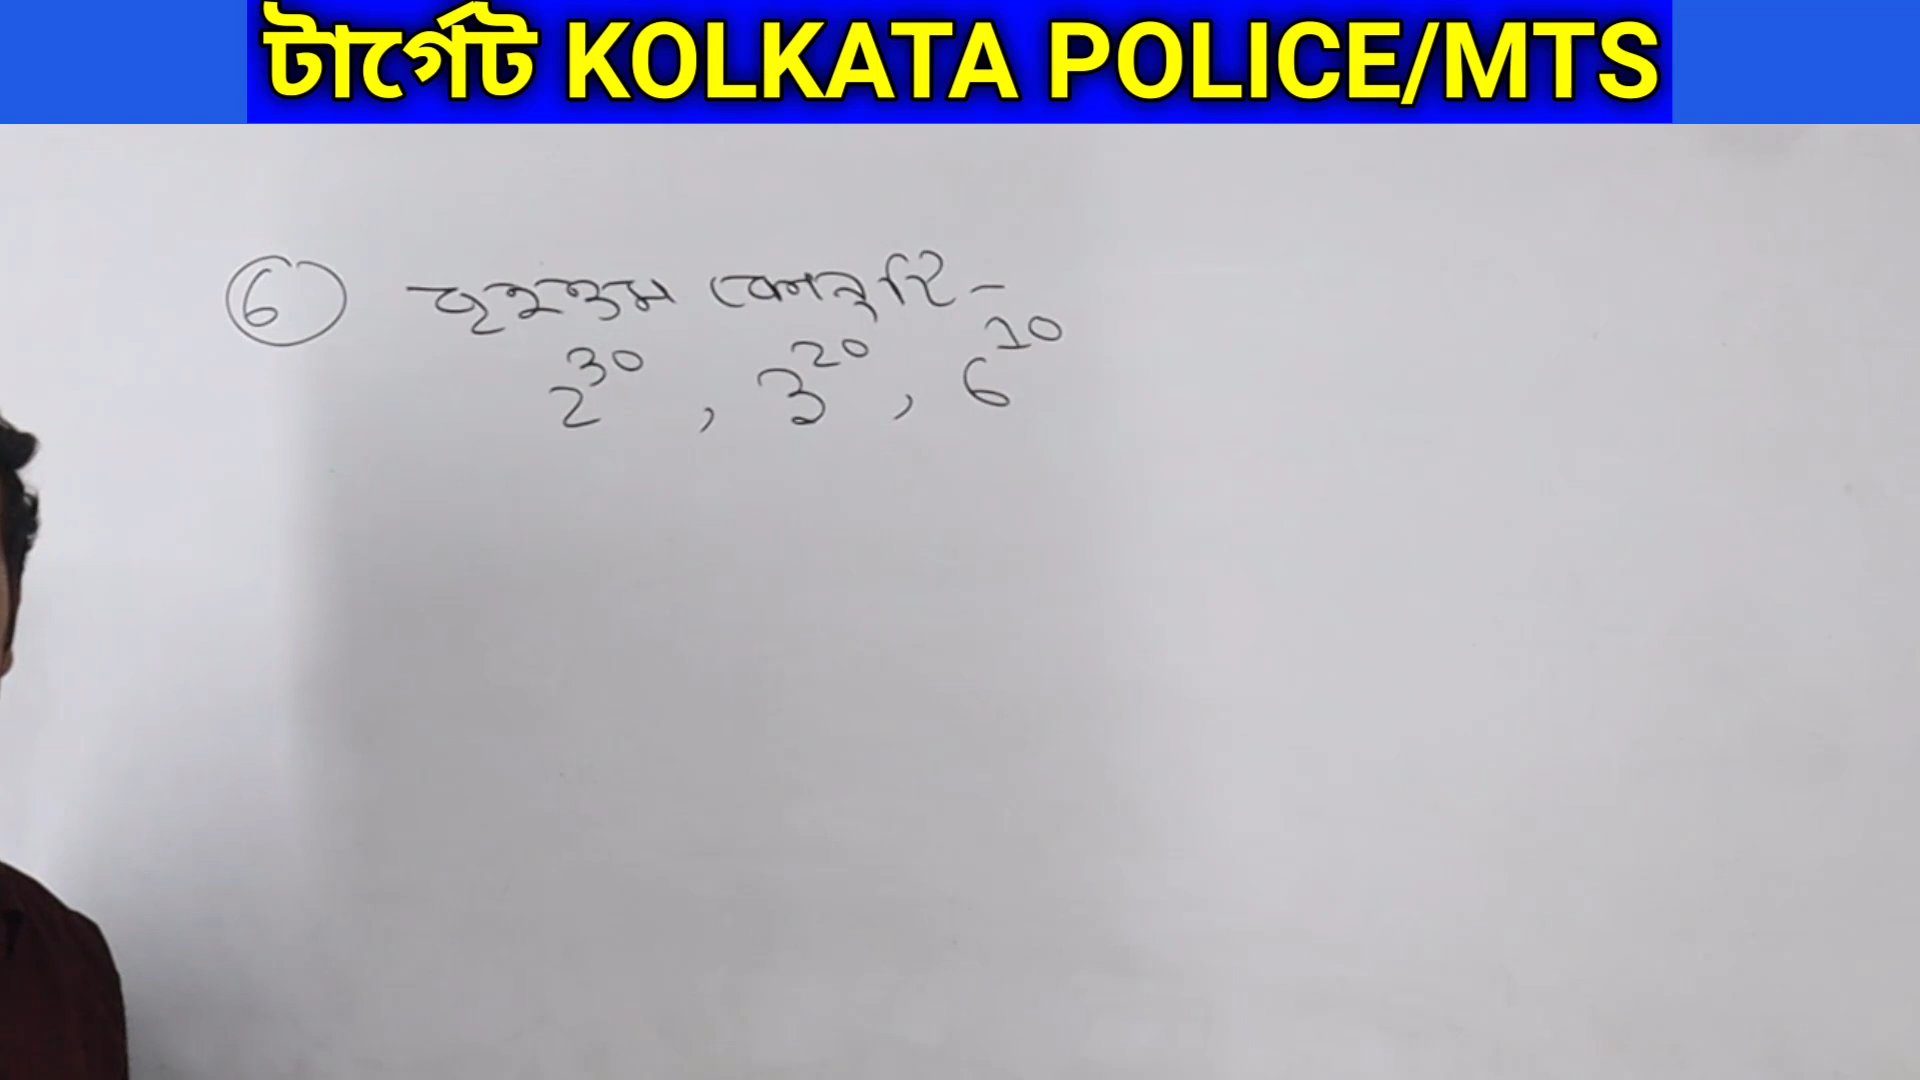 টার্গেট KOLKATA POLICE/MTS
6 বৃহত্তম কোনটি -
2^30 , 3^20 , 6^10